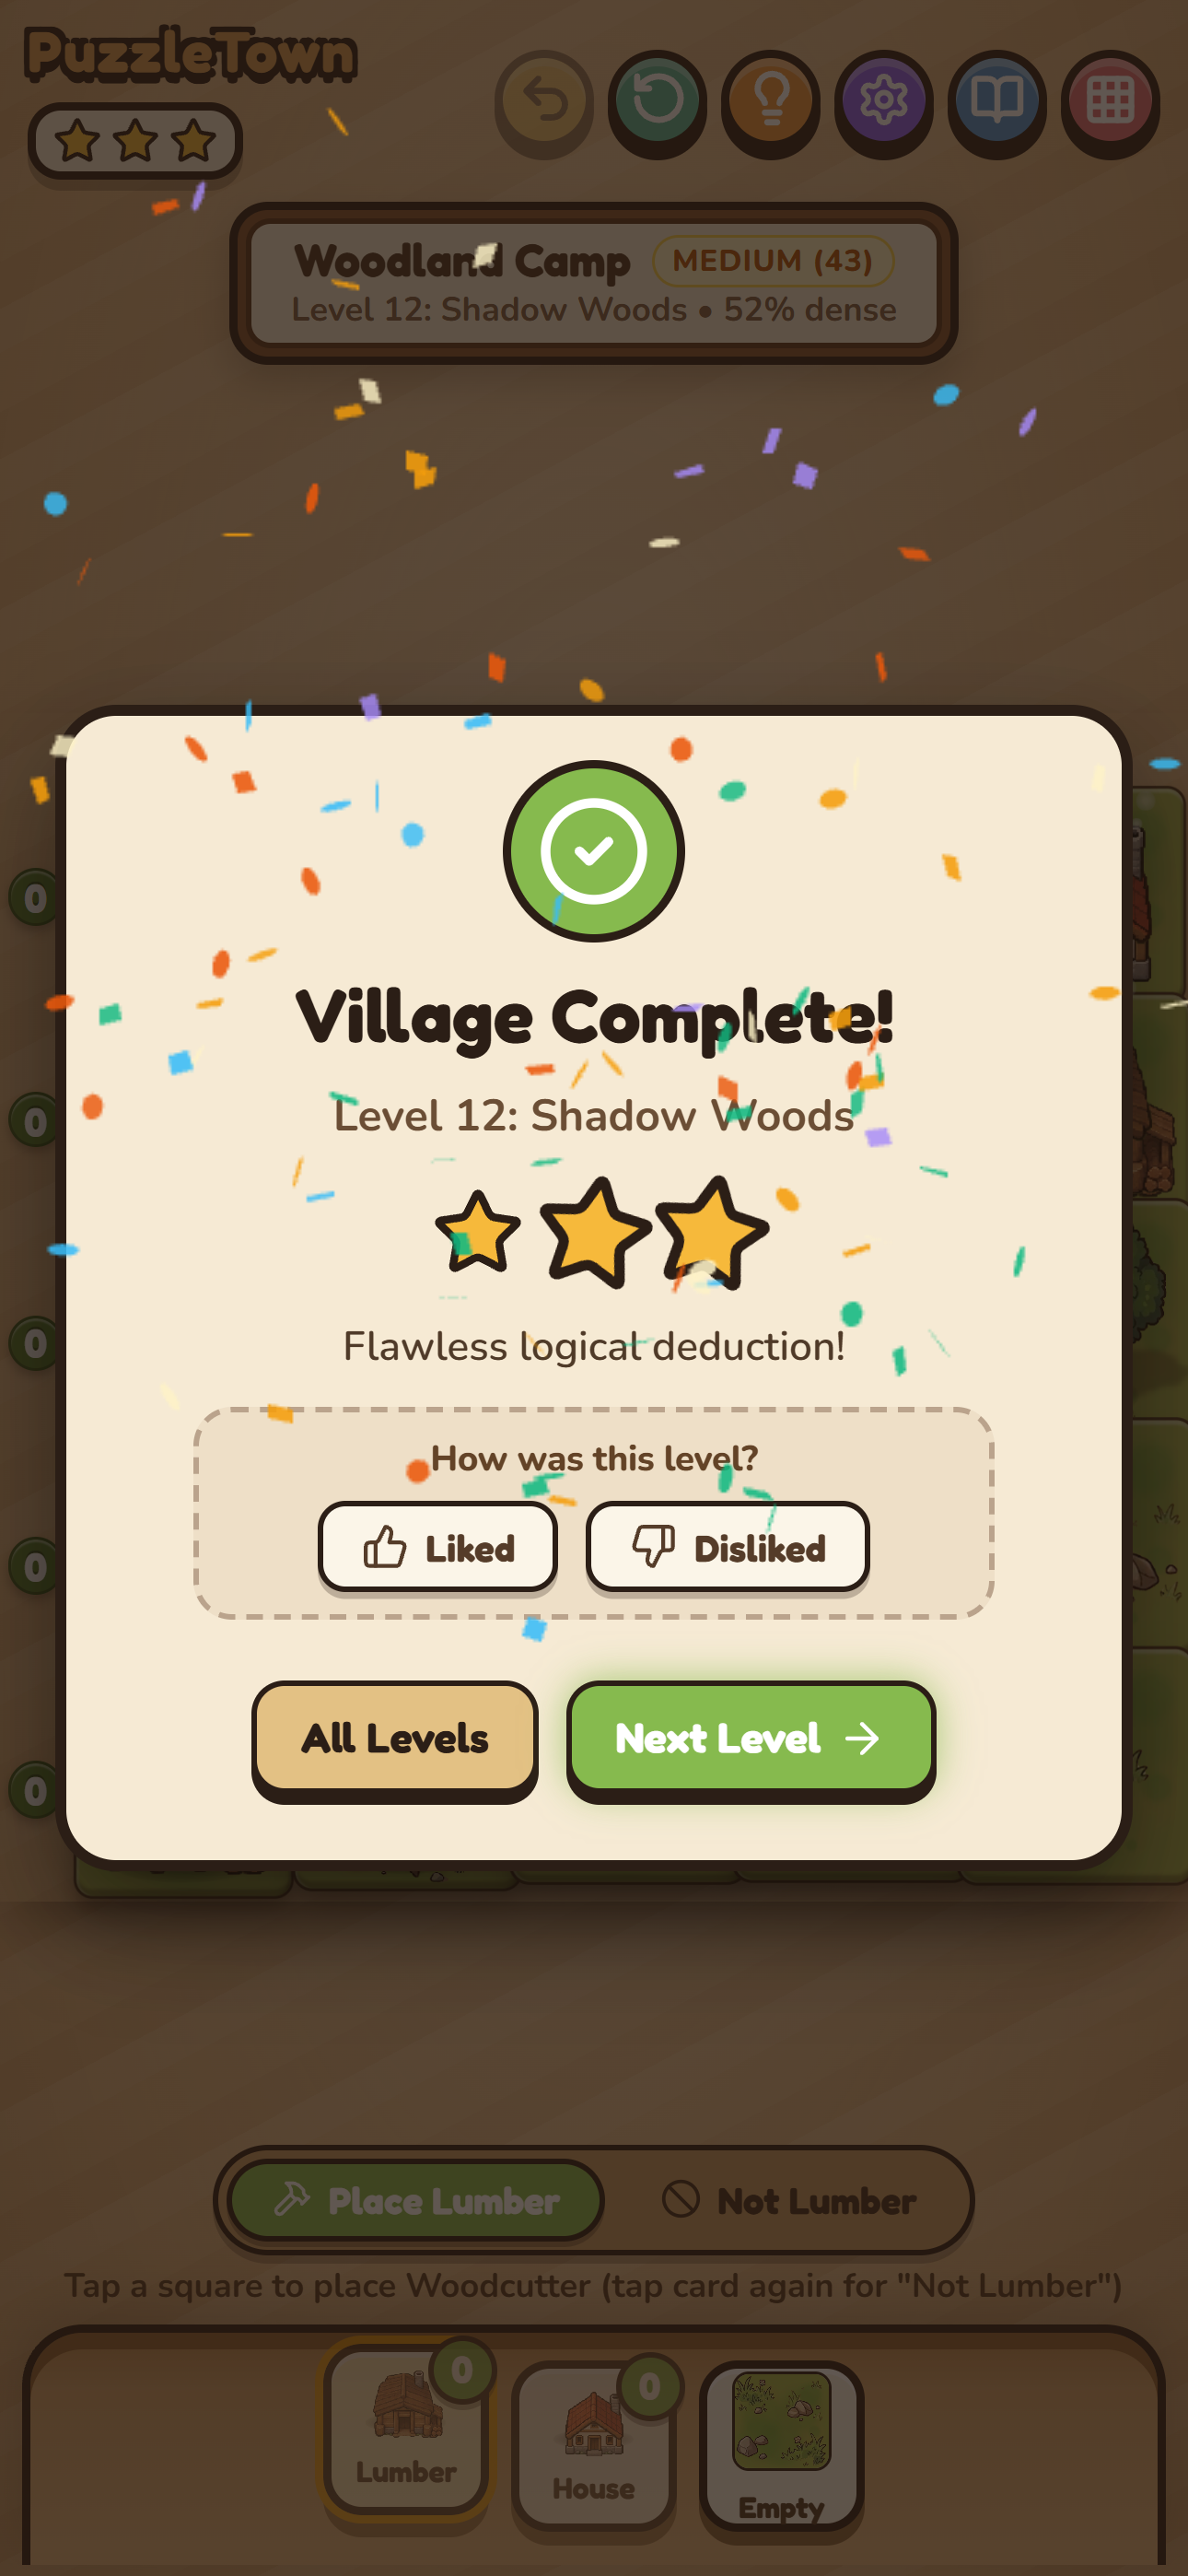 PuzzleTown
Woodland Camp MEDIUM (43)
Level 12: Shadow Woods • 52% dense
0
Village Complete!
0
Level 12: Shadow Woods
0
Flawless logical deduction!
How was this level?
Liked Disliked
0
All Levels Next Level
0
Place Lumber Not Lumber
Tap a square to place Woodcutter (tap card again for "Not Lumber")
0 0
Lumber House Empty